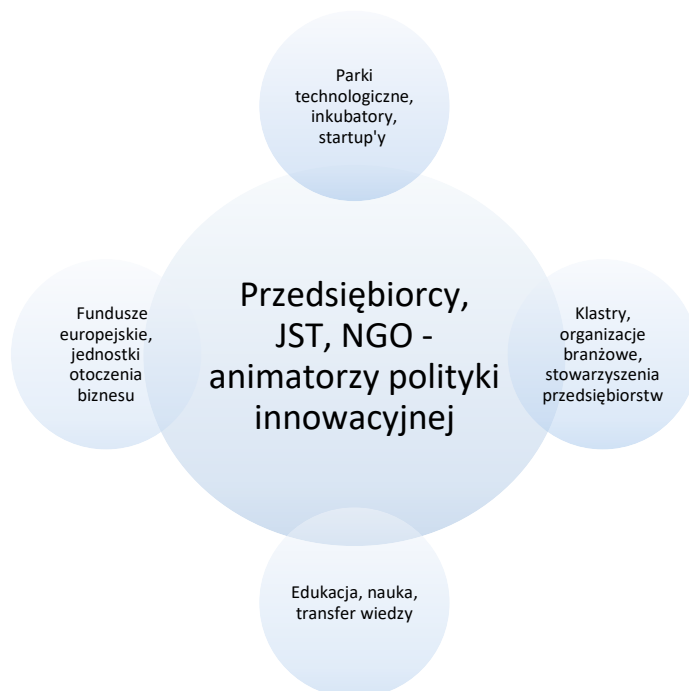 Parki
technologiczne,
inkubatory,
startup'y
Przedsiębiorcy,
JST, NGO -
animatorzy polityki
innowacyjnej
Fundusze
europejskie,
jednostki
otoczenia
biznesu
Klastry,
organizacje
branżowe,
stowarzyszenia
przedsiębiorstw
Edukacja, nauka,
transfer wiedzy